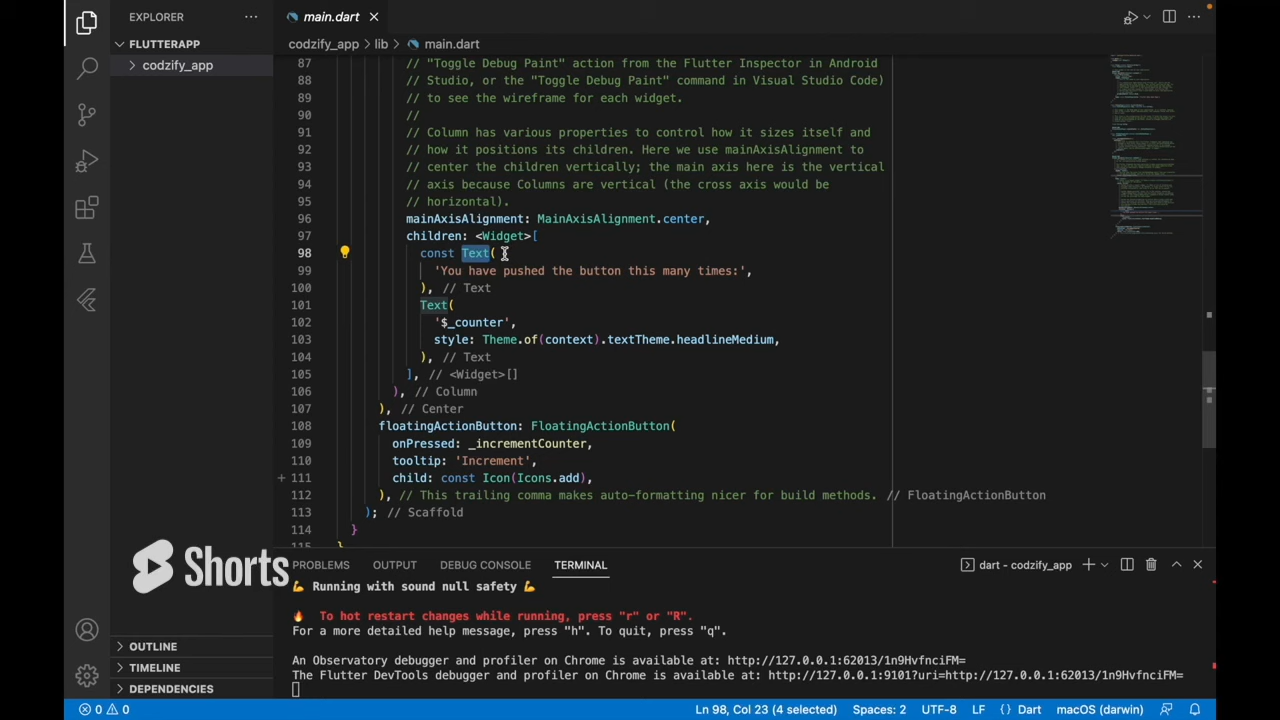 EXPLORER
main.dart
FLUTTERAPP
codzify_app
codzify_app
lib
main.dart
87 // "Toggle Debug Paint" action from the Flutter Inspector in Android
88 // Studio, or the "Toggle Debug Paint" command in Visual Studio Code)
89 // to see the wireframe for each widget.
90 //
91 // Column has various properties to control how it sizes itself and
92 // how it positions its children. Here we use mainAxisAlignment to
93 // center the children vertically; the main axis here is the vertical
94 // axis because Columns are vertical (the cross axis would be
95 // horizontal).
96 mainAxisAlignment: MainAxisAlignment.center,
97 children: <Widget>[
98 const Text(
99 'You have pushed the button this many times:',
100 ), // Text
101 Text(
102 '$_counter',
103 style: Theme.of(context).textTheme.headlineMedium,
104 ), // Text
105 ], // <Widget>[]
106 ), // Column
107 ), // Center
108 floatingActionButton: FloatingActionButton(
109 onPressed: _incrementCounter,
110 tooltip: 'Increment',
111 child: const Icon(Icons.add),
112 ), // This trailing comma makes auto-formatting nicer for build methods. // FloatingActionButton
113 ); // Scaffold
114 }
115 }
Shorts
PROBLEMS OUTPUT DEBUG CONSOLE TERMINAL
dart - codzify_app
💪 Running with sound null safety 💪
🔥 To hot restart changes while running, press "r" or "R".
For a more detailed help message, press "h". To quit, press "q".
An Observatory debugger and profiler on Chrome is available at: http://127.0.0.1:62013/1n9HvfnciFM=
The Flutter DevTools debugger and profiler on Chrome is available at: http://127.0.0.1:9101?uri=http://127.0.0.1:62013/1n9HvfnciFM=
OUTLINE
TIMELINE
DEPENDENCIES
0 0
Ln 98, Col 23 (4 selected) Spaces: 2 UTF-8 LF {} Dart macOS (darwin)